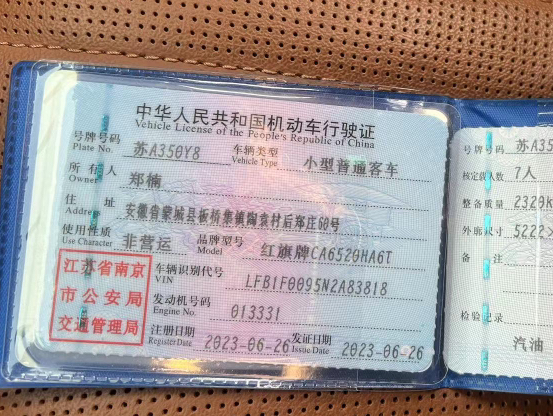 中华人民共和国机动车行驶证
Vehicle License of the People's Republic of China
号牌号码 苏A350Y8 车辆类型 小型普通客车
Plate No. Vehicle Type
所有人 郑楠
Owner
住址 安徽省蒙城县板桥集镇陶袁村后郑庄60号
Address
使用性质 非营运 品牌型号 红旗牌CA6520HA6T
Use Character Model
江苏省南京市公安局交通管理局
车辆识别代号 LFB1F0095N2A83818
VIN
发动机号码 013331
Engine No.
注册日期 2023-06-26 发证日期 2023-06-26
Register Date Issue Date
号牌号码 苏A35
核定载人数 7人
整备质量 2320k
外廓尺寸 5222×
备注
检验记录
汽油